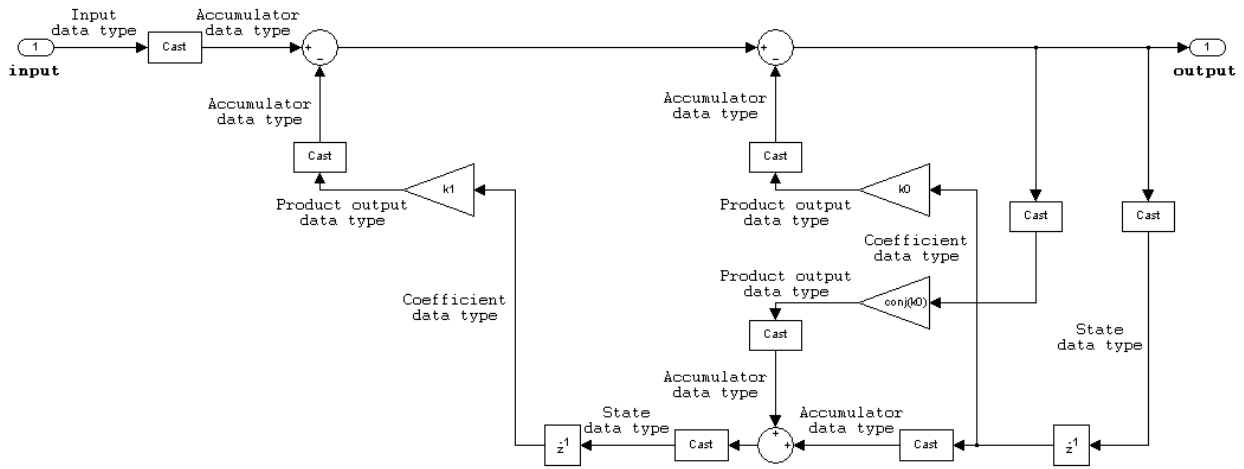 Input
data type
Accumulator
data type
1
input
Cast
+
−
+
−
1
output
Accumulator
data type
Accumulator
data type
Cast
Cast
k1
k0
Product output
data type
Product output
data type
Cast
Cast
Coefficient
data type
Product output
data type
conj(k0)
Coefficient
data type
Cast
State
data type
Accumulator
data type
State
data type
Accumulator
data type
z-1
Cast
+
+
Cast
z-1